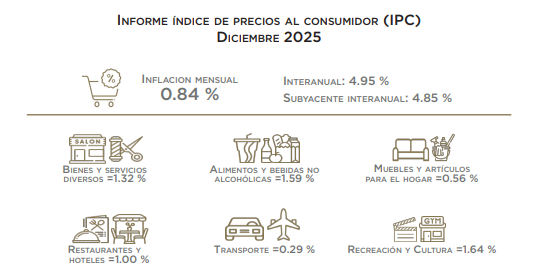 Informe índice de precios al consumidor (IPC)
Diciembre 2025
%
Inflacion mensual
0.84 %
Interanual: 4.95 %
Subyacente interanual: 4.85 %
SALON
Bienes y servicios
diversos =1.32 %
Alimentos y bebidas no
alcohólicas =1.59 %
Muebles y artículos
para el hogar =0.56 %
Restaurantes y
hoteles =1.00 %
Transporte =0.29 %
GYM
Recreación y Cultura =1.64 %